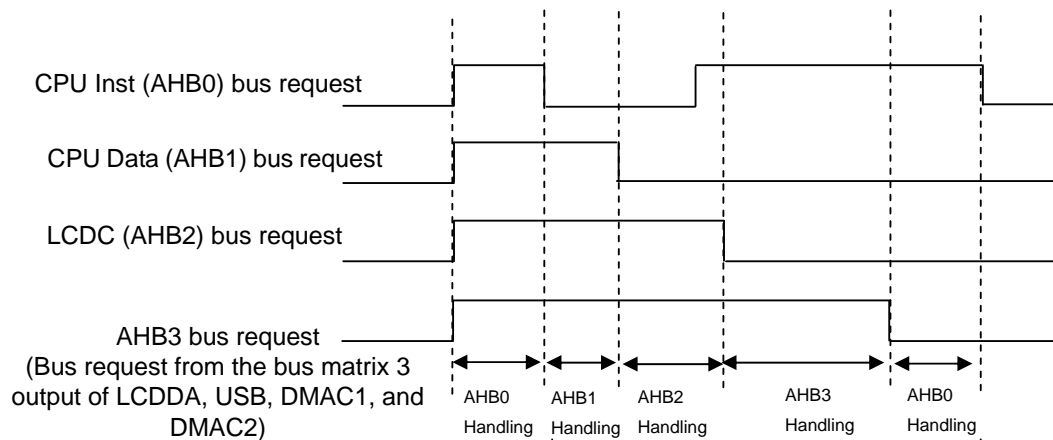 CPU Inst (AHB0) bus request
CPU Data (AHB1) bus request
LCDC (AHB2) bus request
AHB3 bus request
(Bus request from the bus matrix 3
output of LCDDA, USB, DMAC1, and
DMAC2)
AHB0
Handling
AHB1
Handling
AHB2
Handling
AHB3
Handling
AHB0
Handling